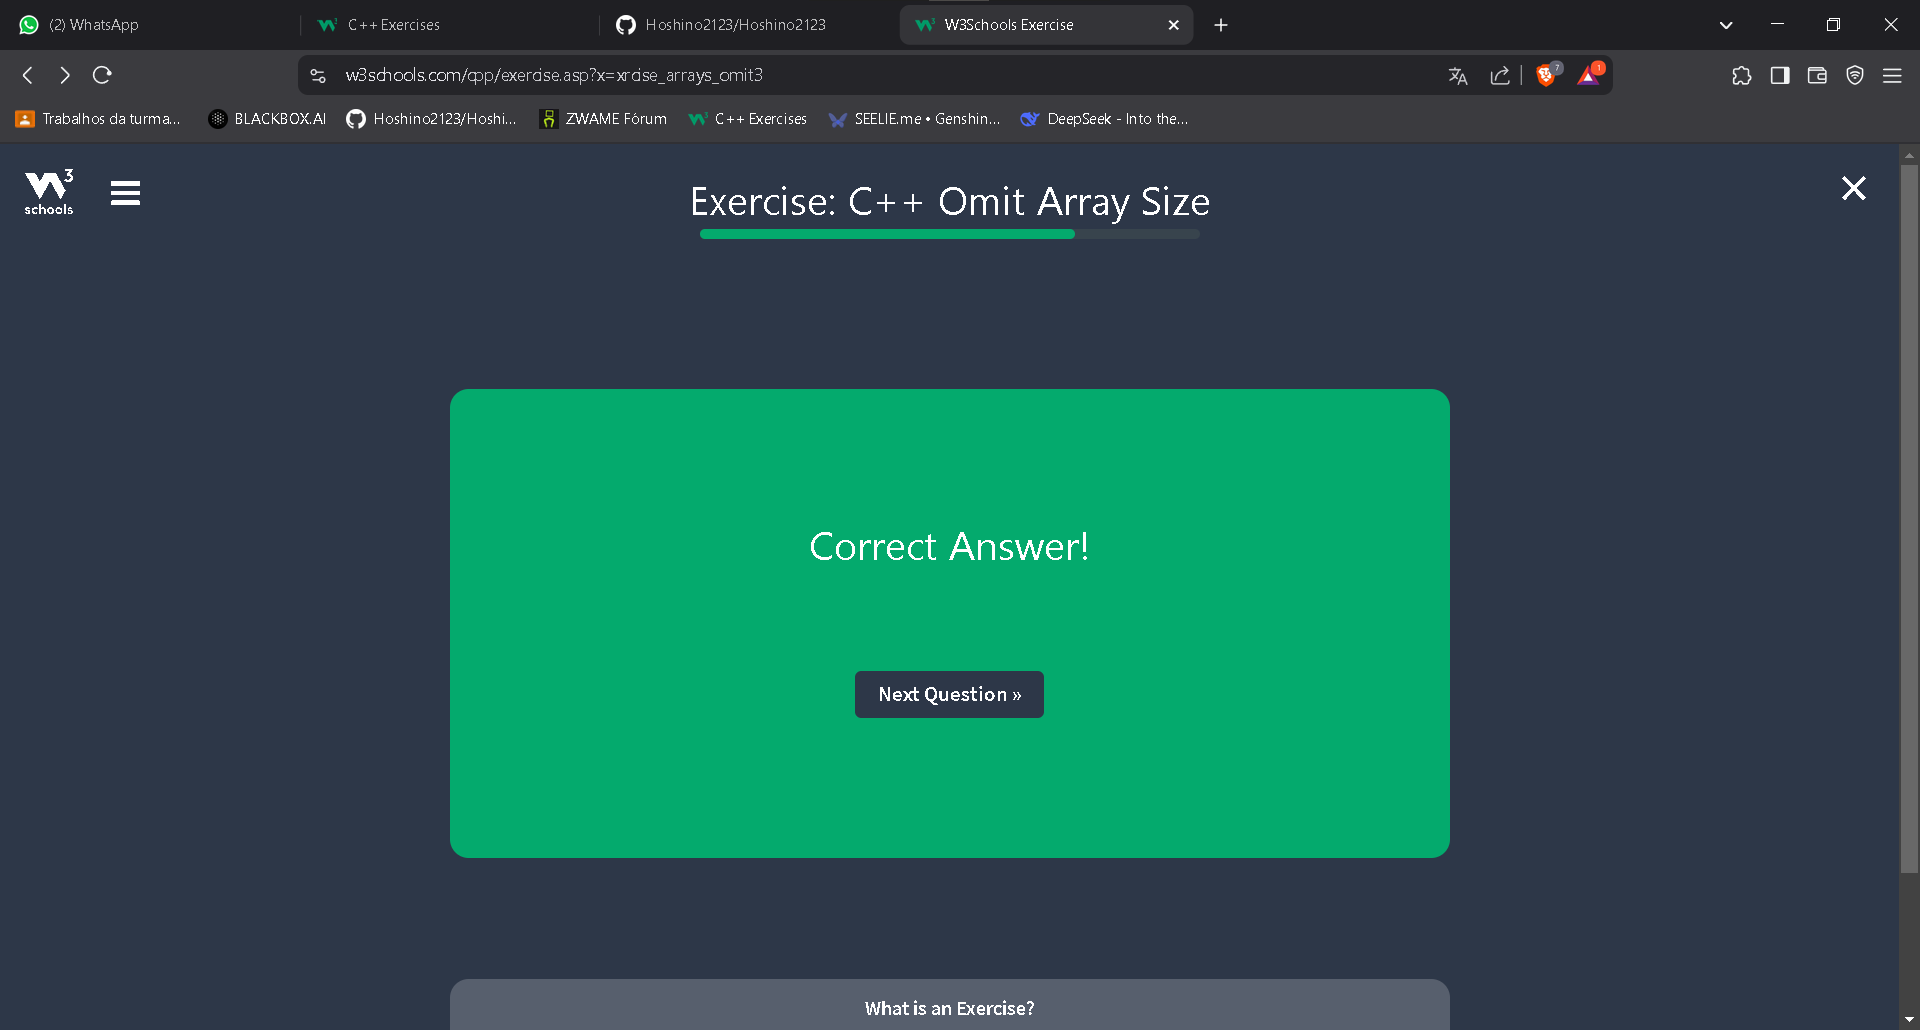 (2) WhatsApp
C++ Exercises
Hoshino2123/Hoshino2123
W3Schools Exercise
w3schools.com/cpp/exercise.asp?x=xrcise_arrays_omit3
7
1
Trabalhos da turma...
BLACKBOX.AI
Hoshino2123/Hoshi...
ZWAME Fórum
C++ Exercises
SEELIE.me • Genshin...
DeepSeek - Into the...
W3
schools
Exercise: C++ Omit Array Size
Correct Answer!
Next Question »
What is an Exercise?